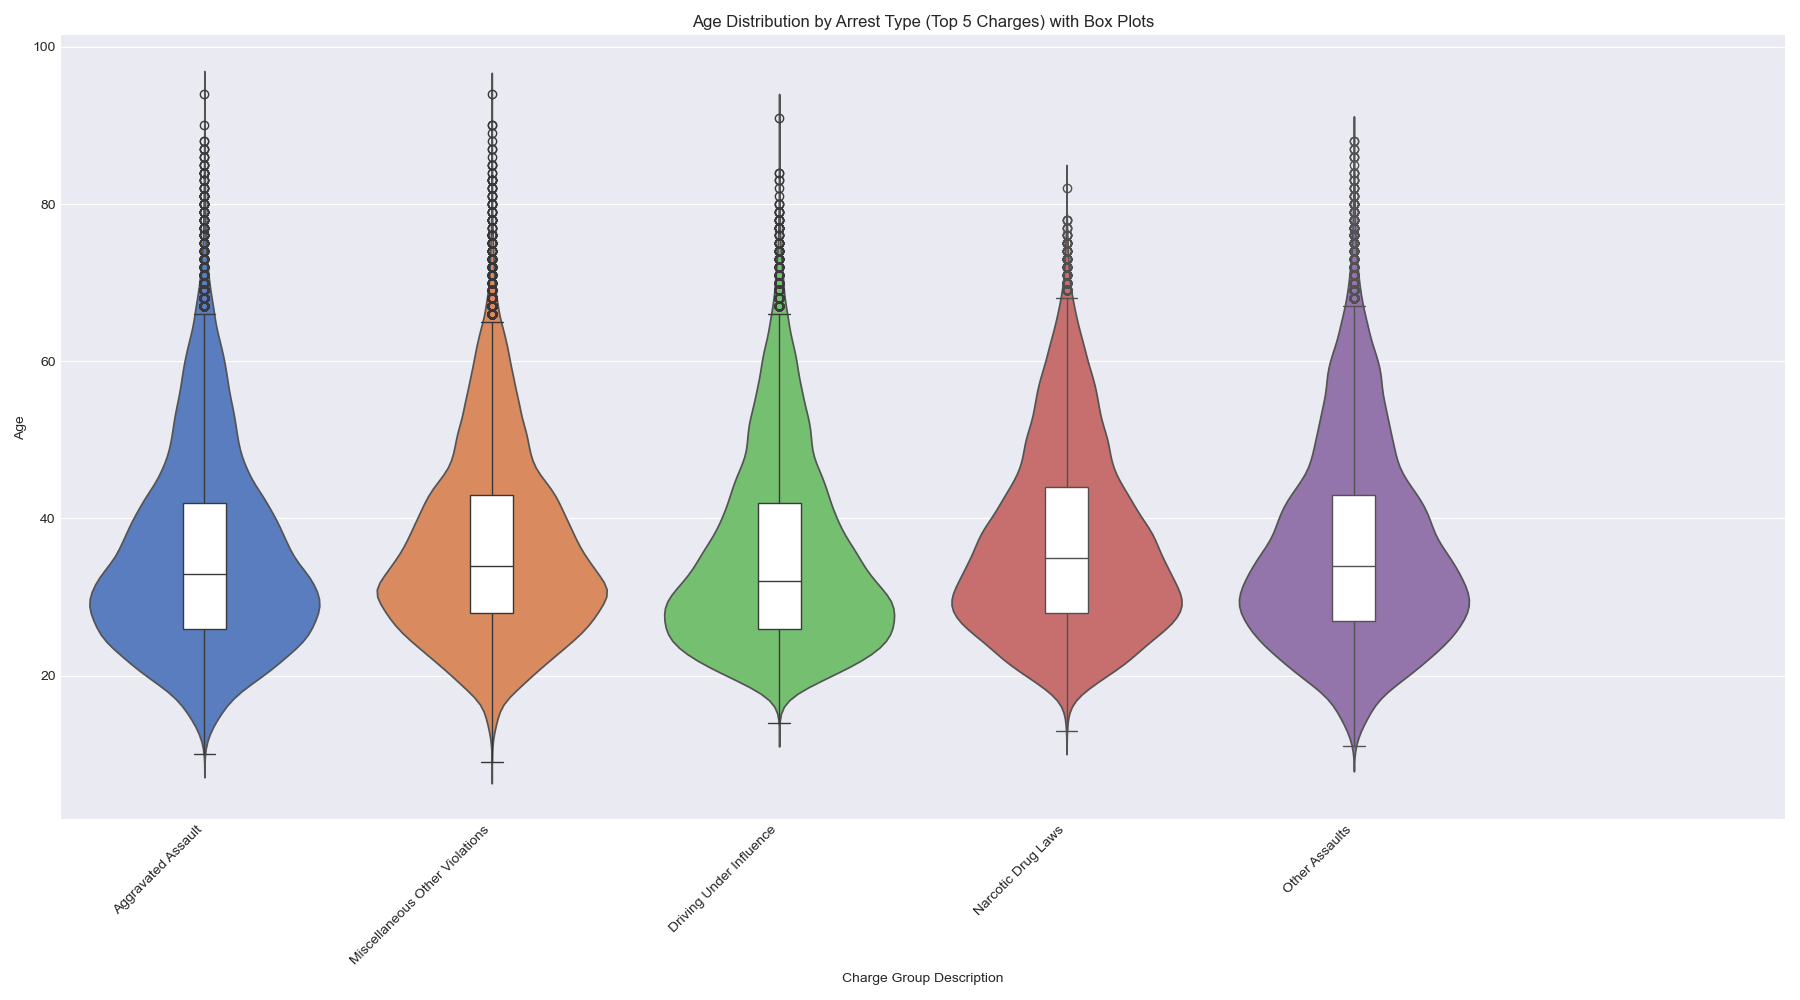 Age Distribution by Arrest Type (Top 5 Charges) with Box Plots
100
80
60
40
20
Age
Aggravated Assault
Miscellaneous Other Violations
Driving Under Influence
Narcotic Drug Laws
Other Assaults
Charge Group Description